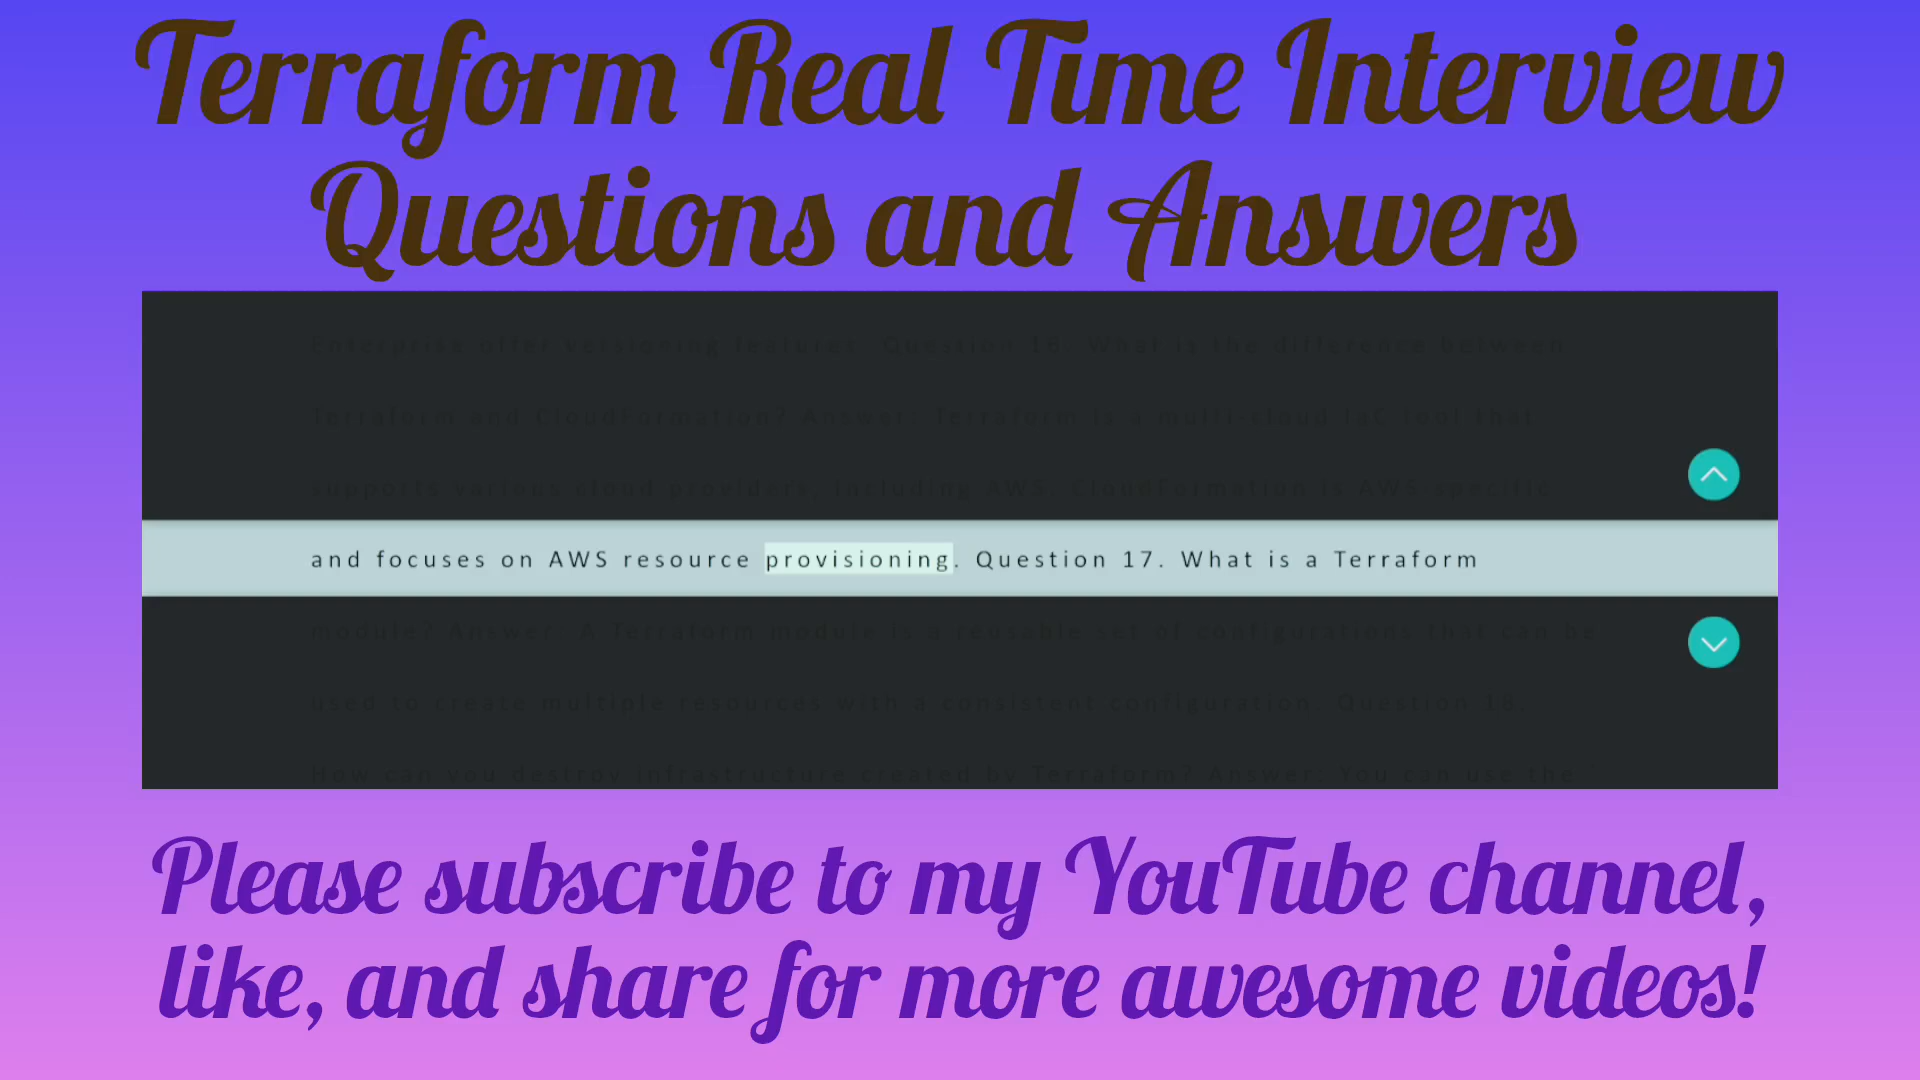 Terraform Real Time Interview
Questions and Answers
Enterprise offer versioning features. Question 16. What is the difference between
Terraform and CloudFormation? Answer. Terraform is a multi-cloud IaC tool that
supports various cloud providers, including AWS. CloudFormation is AWS-specific
and focuses on AWS resource provisioning. Question 17. What is a Terraform
module? Answer. A Terraform module is a reusable set of configurations that can be
used to create multiple resources with a consistent configuration. Question 18.
How can you destroy infrastructure created by Terraform? Answer. You can use the
Please subscribe to my YouTube channel,
like, and share for more awesome videos!